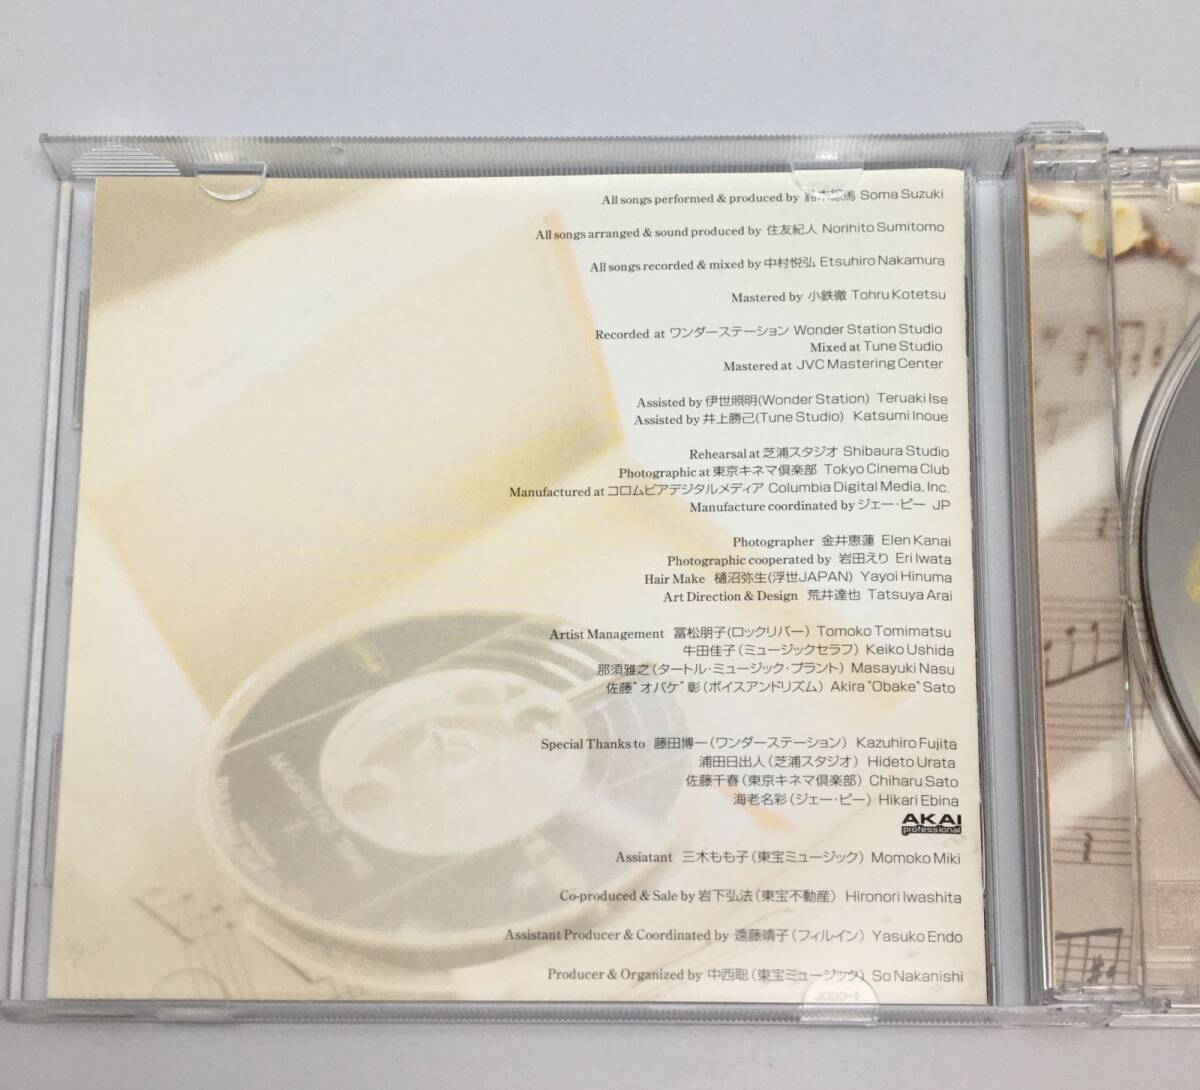 All songs performed & produced by 鈴木総馬 Soma Suzuki
All songs arranged & sound produced by 住友紀人 Norihito Sumitomo
All songs recorded & mixed by 中村悦弘 Etsuhiro Nakamura
Mastered by 小鉄徹 Tohru Kotetsu
Recorded at ワンダーステーション Wonder Station Studio
Mixed at Tune Studio
Mastered at JVC Mastering Center
Assisted by 伊世照明(Wonder Station) Teruaki Ise
Assisted by 井上勝己(Tune Studio) Katsumi Inoue
Rehearsal at 芝浦スタジオ Shibaura Studio
Photographic at 東京キネマ倶楽部 Tokyo Cinema Club
Manufactured at コロムビアデジタルメディア Columbia Digital Media, Inc.
Manufacture coordinated by ジェー・ピー JP
Photographer 金井恵蓮 Elen Kanai
Photographic cooperated by 岩田えり Eri Iwata
Hair Make 樋沼弥生(浮世JAPAN) Yayoi Hinuma
Art Direction & Design 荒井達也 Tatsuya Arai
Artist Management 冨松朋子(ロックリバー) Tomoko Tomimatsu
牛田佳子(ミュージックセラフ) Keiko Ushida
那須雅之(タートル・ミュージック・プラント) Masayuki Nasu
佐藤"オバケ"彰(ボイスアンドリズム) Akira "Obake" Sato
Special Thanks to 藤田博一(ワンダーステーション) Kazuhiro Fujita
浦田日出人(芝浦スタジオ) Hideto Urata
佐藤千春(東京キネマ倶楽部) Chiharu Sato
海老名彩(ジェー・ピー) Hikari Ebina
AKAI
professional
Assiatant 三木もも子(東宝ミュージック) Momoko Miki
Co-produced & Sale by 岩下弘法(東宝不動産) Hironori Iwashita
Assistant Producer & Coordinated by 遠藤靖子(フィルイン) Yasuko Endo
Producer & Organized by 中西聡(東宝ミュージック) So Nakanishi